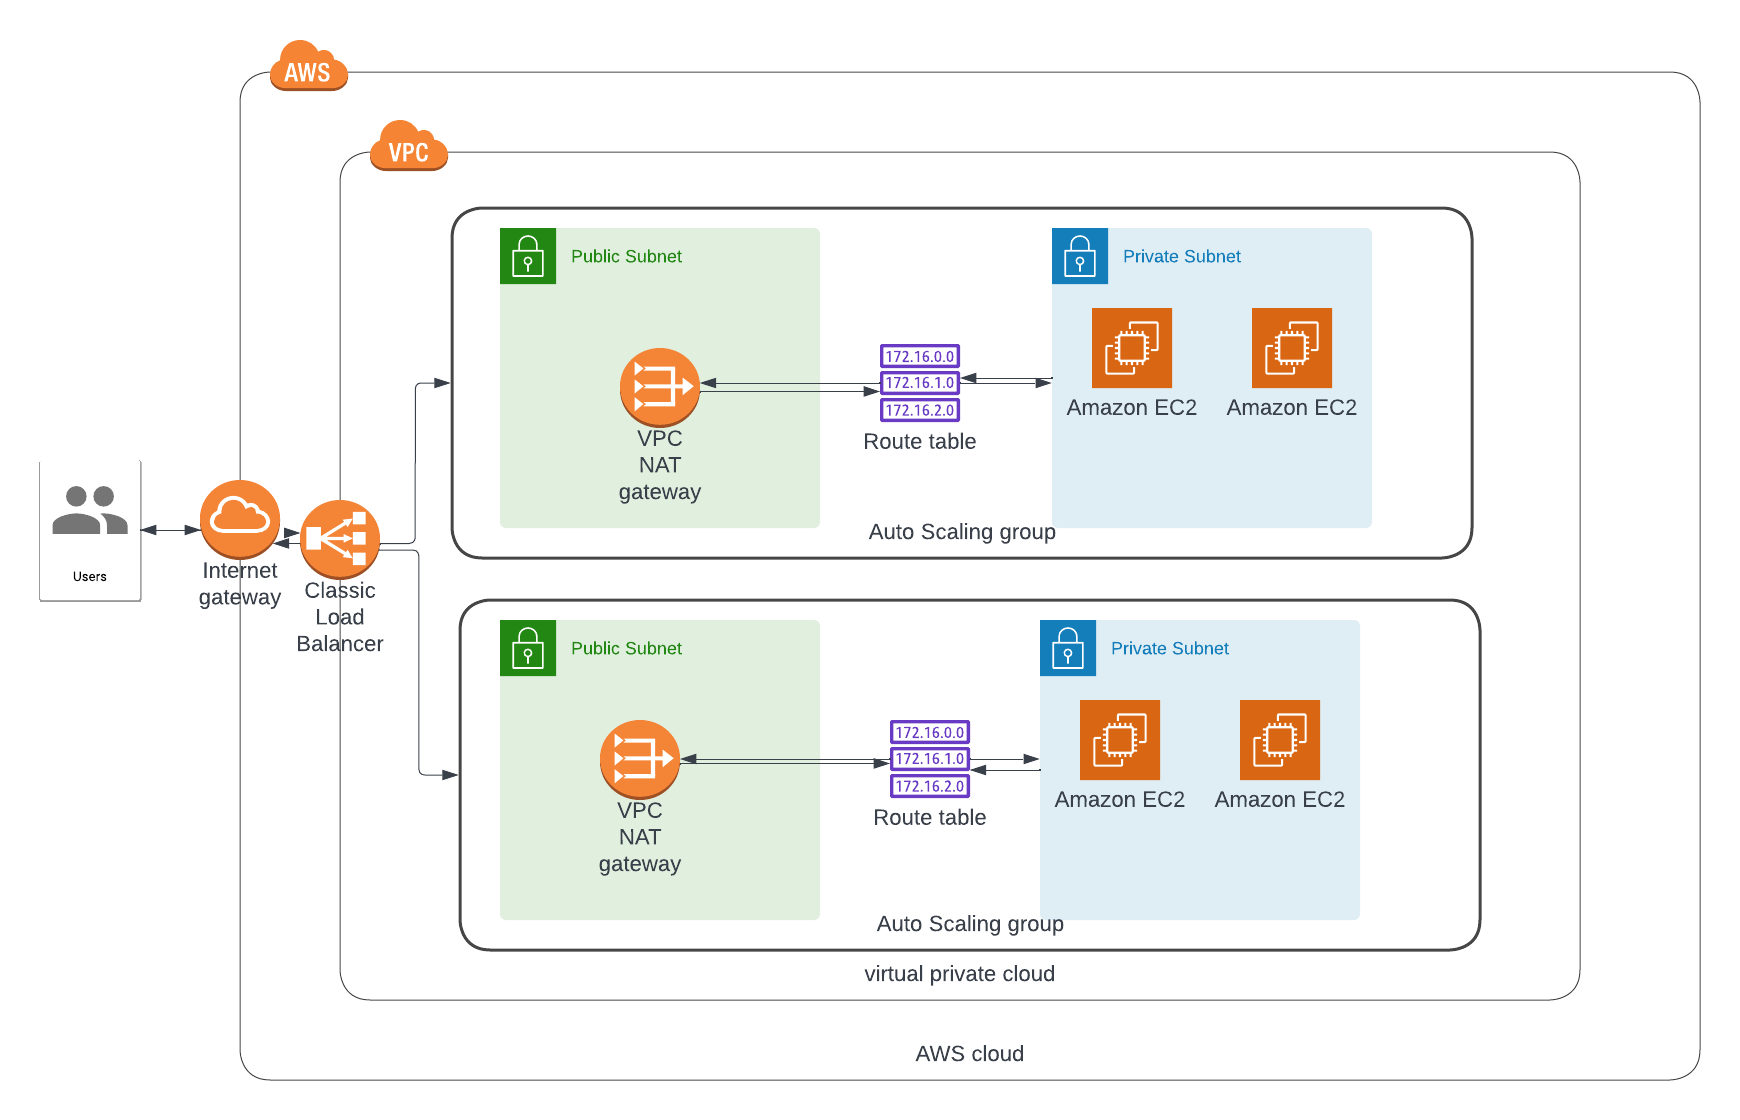 AWS
VPC
Public Subnet
Private Subnet
172.16.0.0
172.16.1.0
172.16.2.0
Route table
VPC
NAT
gateway
Amazon EC2
Amazon EC2
Auto Scaling group
Users
Internet
gateway
Classic
Load
Balancer
Public Subnet
Private Subnet
172.16.0.0
172.16.1.0
172.16.2.0
Route table
VPC
NAT
gateway
Amazon EC2
Amazon EC2
Auto Scaling group
virtual private cloud
AWS cloud